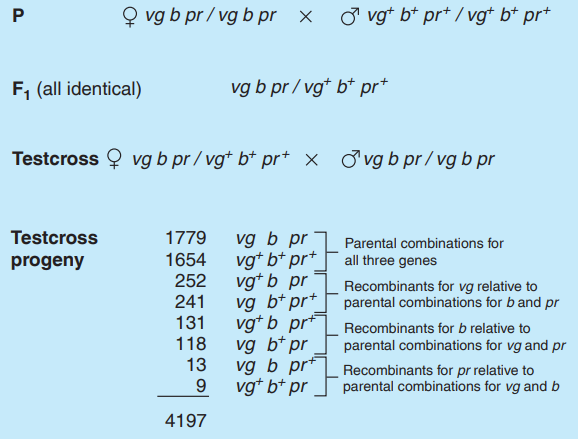 P ♀ vg b pr / vg b pr × ♂ vg⁺ b⁺ pr⁺ / vg⁺ b⁺ pr⁺
F₁ (all identical) vg b pr / vg⁺ b⁺ pr⁺
Testcross ♀ vg b pr / vg⁺ b⁺ pr⁺ × ♂ vg b pr / vg b pr
Testcross progeny
1779 vg b pr
1654 vg⁺ b⁺ pr⁺
Parental combinations for
all three genes
252 vg⁺ b pr
241 vg b⁺ pr⁺
Recombinants for vg relative to
parental combinations for b and pr
131 vg⁺ b pr⁺
118 vg b⁺ pr
Recombinants for b relative to
parental combinations for vg and pr
13 vg b pr⁺
9 vg⁺ b⁺ pr
Recombinants for pr relative to
parental combinations for vg and b
4197